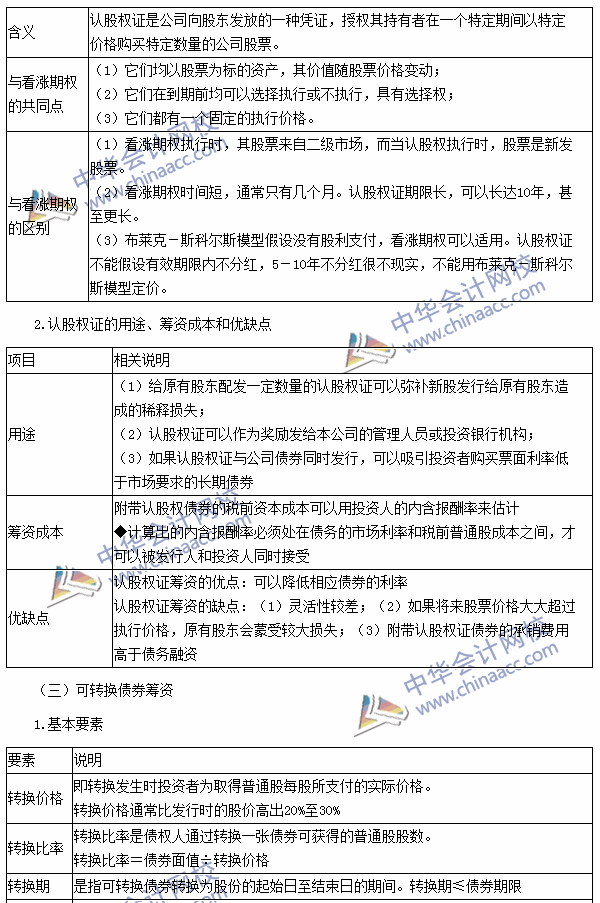 含义
认股权证是公司向股东发放的一种凭证，授权其持有者在一个特定期间以特定
价格购买特定数量的公司股票。
与看涨期权
的共同点
（1）它们均以股票为标的资产，其价值随股票价格变动；
（2）它们在到期前均可以选择执行或不执行，具有选择权；
（3）它们都有一个固定的执行价格。
与看涨期权
的区别
（1）看涨期权执行时，其股票来自二级市场，而当认股权执行时，股票是新发
股票。
（2）看涨期权时间短，通常只有几个月。认股权证期限长，可以长达10年，甚
至更长。
（3）布莱克－斯科尔斯模型假设没有股利支付，看涨期权可以适用。认股权证
不能假设有效期限内不分红，5－10年不分红很不现实，不能用布莱克－斯科尔
斯模型定价。
中华会计网校
www.chinaacc.com
2.认股权证的用途、筹资成本和优缺点
中华会计网校
www.chinaacc.com
项目
相关说明
用途
（1）给原有股东配发一定数量的认股权证可以弥补新股发行给原有股东造
成的稀释损失；
（2）认股权证可以作为奖励发给本公司的管理人员或投资银行机构；
（3）如果认股权证与公司债券同时发行，可以吸引投资者购买票面利率低
于市场要求的长期债券
筹资成本
附带认股权债券的税前资本成本可以用投资人的内含报酬率来估计
◆计算出的内含报酬率必须处在债务的市场利率和税前普通股成本之间，才
可以被发行人和投资人同时接受
中华会计网校
www.chinaacc.com
优缺点
认股权证筹资的优点：可以降低相应债券的利率
认股权证筹资的缺点：（1）灵活性较差；（2）如果将来股票价格大大超过
执行价格，原有股东会蒙受较大损失；（3）附带认股权证债券的承销费用
高于债务融资
中华会计网校
www.chinaacc.com
（三）可转换债券筹资
1.基本要素
要素
说明
转换价格
即转换发生时投资者为取得普通股每股所支付的实际价格。
转换价格通常比发行时的股价高出20%至30%
转换比率
转换比率是债权人通过转换一张债券可获得的普通股股数。
转换比率＝债券面值÷转换价格
转换期
是指可转换债券转换为股份的起始日至结束日的期间。转换期≤债券期限